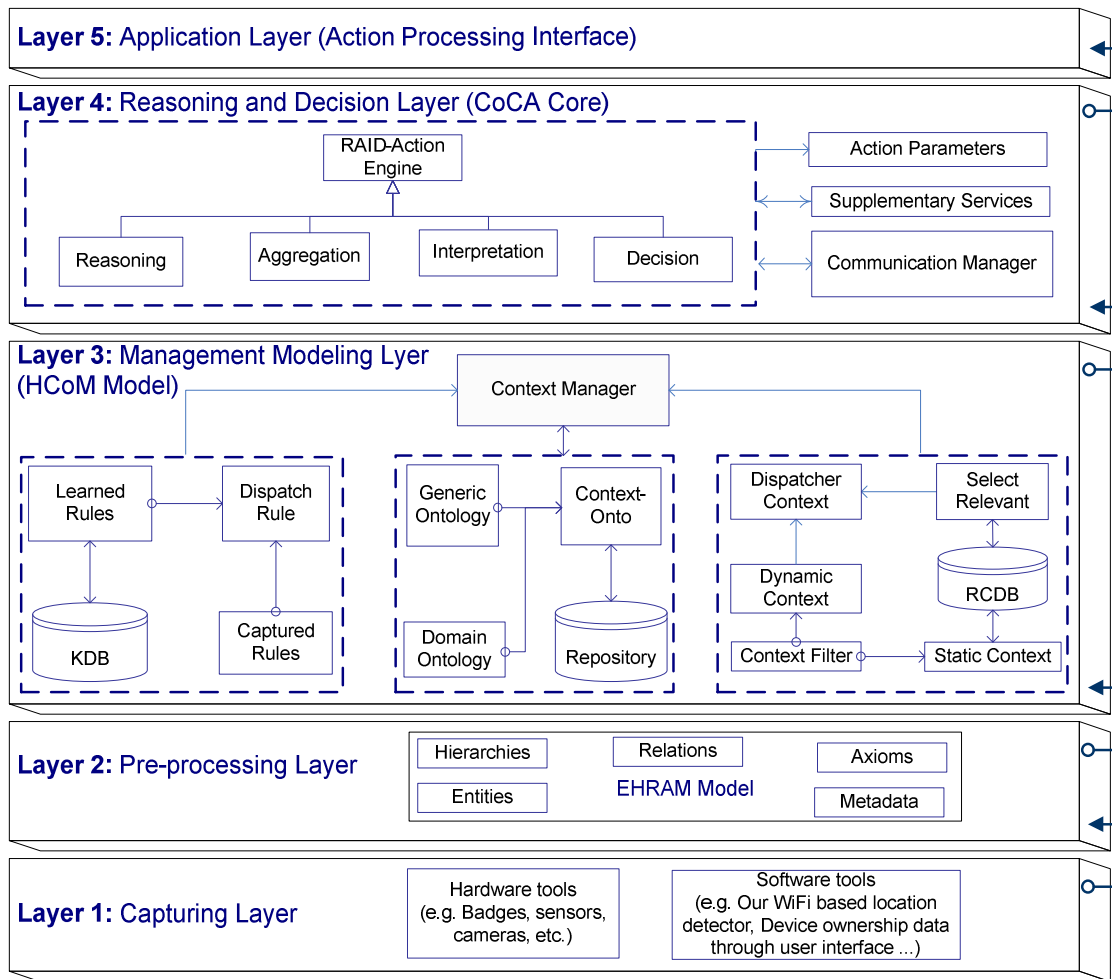 Layer 5: Application Layer (Action Processing Interface)
Layer 4: Reasoning and Decision Layer (CoCA Core)
RAID-Action
Engine
Reasoning
Aggregation
Interpretation
Decision
Action Parameters
Supplementary Services
Communication Manager
Layer 3: Management Modeling Lyer
(HCoM Model)
Context Manager
Learned
Rules
Dispatch
Rule
KDB
Captured
Rules
Generic
Ontology
Context-
Onto
Domain
Ontology
Repository
Dispatcher
Context
Select
Relevant
Dynamic
Context
RCDB
Context Filter
Static Context
Layer 2: Pre-processing Layer
Hierarchies
Relations
Axioms
Entities
EHRAM Model
Metadata
Layer 1: Capturing Layer
Hardware tools
(e.g. Badges, sensors,
cameras, etc.)
Software tools
(e.g. Our WiFi based location
detector, Device ownership data
through user interface ...)